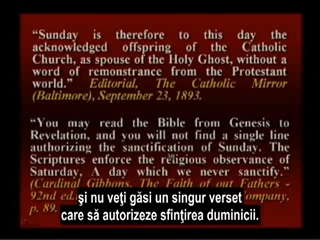 “Sunday is therefore to this day the
acknowledged offspring of the Catholic
Church, as spouse of the Holy Ghost, without a
word of remonstrance from the Protestant
world.” Editorial, The Catholic Mirror
(Baltimore), September 23, 1893.
“You may read the Bible from Genesis to
Revelation, and you will not find a single line
authorizing the sanctification of Sunday. The
Scriptures enforce the religious observance of
Saturday, A day which we never sanctify.”
(Cardinal Gibbons, The Faith of our Fathers -
92nd ed.
p. 89.
şi nu veţi găsi un singur verset
care să autorizeze sfinţirea duminicii.